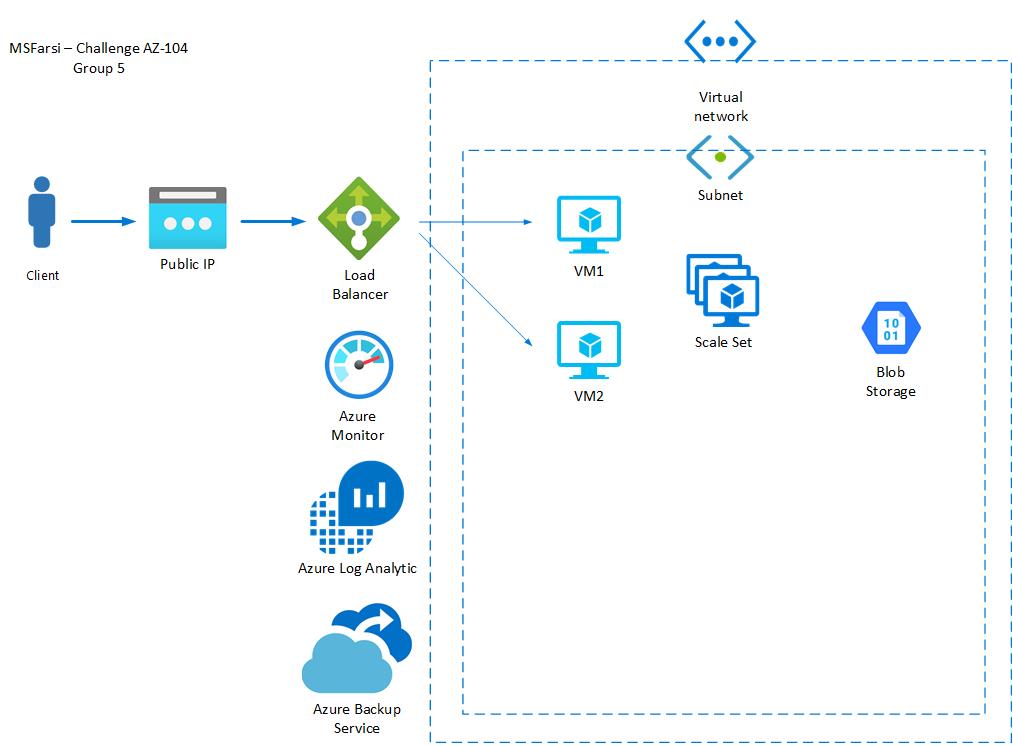 MSFarsi – Challenge AZ-104
Group 5
Virtual
network
Subnet
Client
Public IP
Load
Balancer
VM1
Scale Set
VM2
10
01
Blob
Storage
Azure
Monitor
Azure Log Analytic
Azure Backup
Service